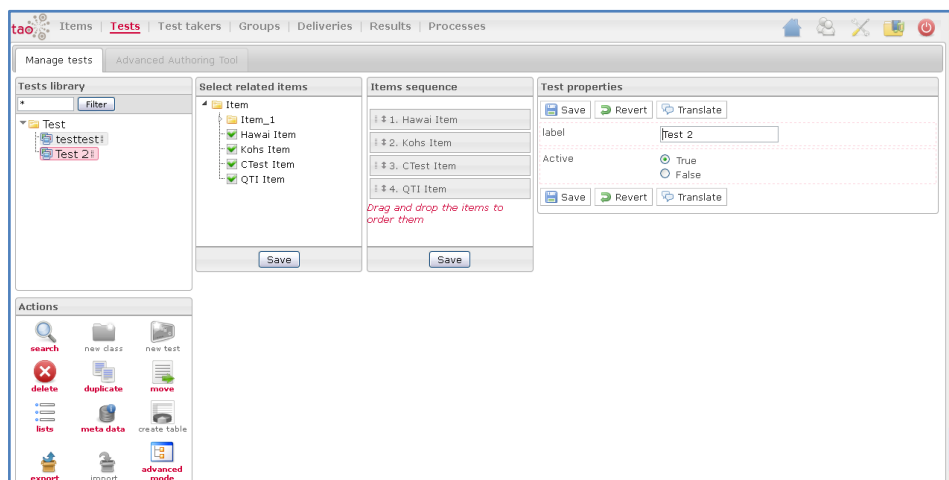 tao
Items | Tests | Test takers | Groups | Deliveries | Results | Processes
Manage tests
Advanced Authoring Tool
Tests library
*
Filter
Test
testtest
Test 2
Select related items
Item
Item_1
Hawai Item
Kohs Item
CTest Item
QTI Item
Save
Items sequence
1. Hawai Item
2. Kohs Item
3. CTest Item
4. QTI Item
Drag and drop the items to
order them
Save
Test properties
Save Revert Translate
label Test 2
Active True
False
Save Revert Translate
Actions
search new class new test
delete duplicate move
lists meta data create table
export import advanced
mode